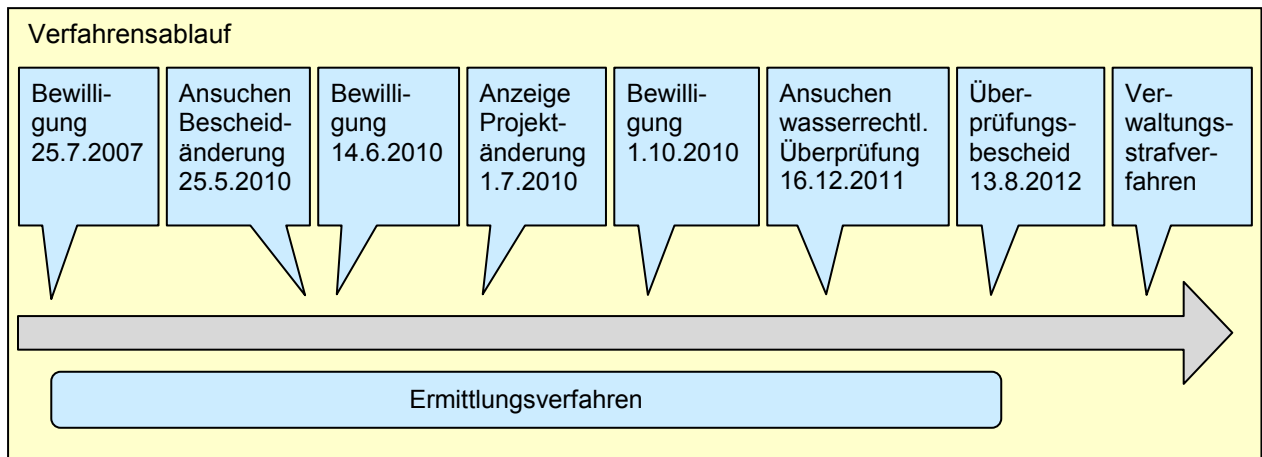 Verfahrensablauf
Bewilli-
gung
25.7.2007
Ansuchen
Bescheid-
änderung
25.5.2010
Bewilli-
gung
14.6.2010
Anzeige
Projekt-
änderung
1.7.2010
Bewilli-
gung
1.10.2010
Ansuchen
wasserrechtl.
Überprüfung
16.12.2011
Über-
prüfungs-
bescheid
13.8.2012
Ver-
waltungs-
strafver-
fahren
Ermittlungsverfahren